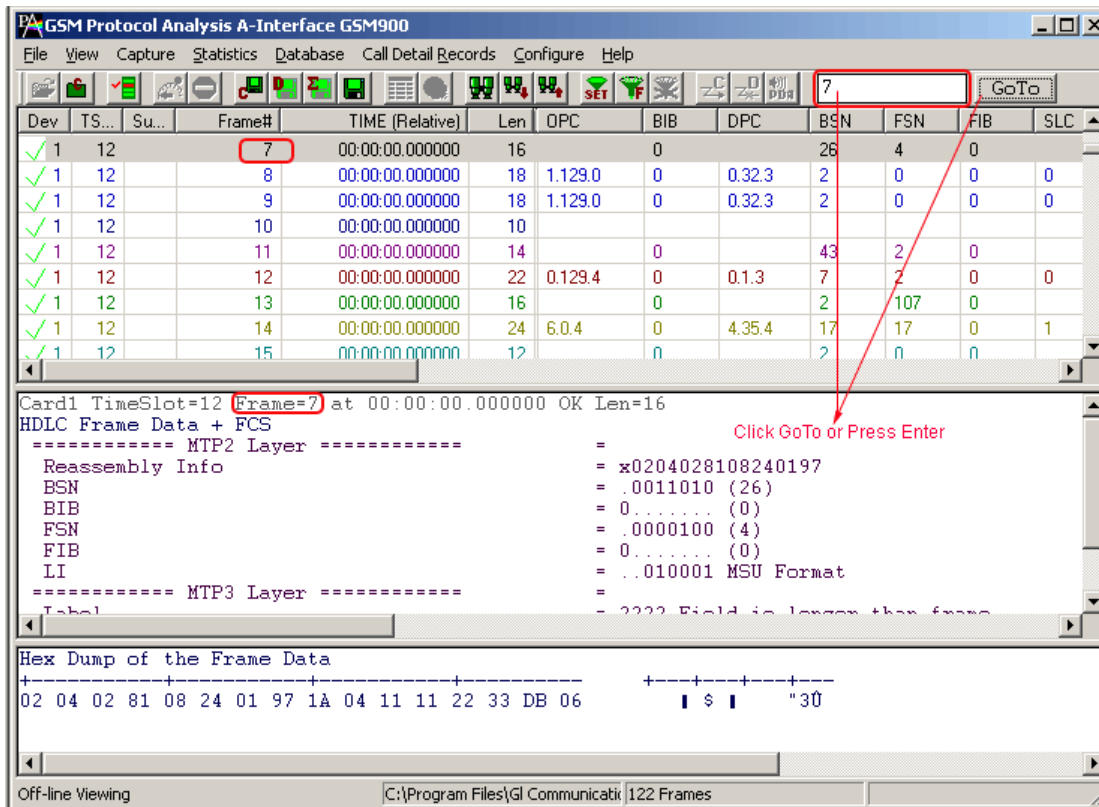 GSM Protocol Analysis A-Interface GSM900
File View Capture Statistics Database Call Detail Records Configure Help
SET F 7 GoTo
Dev TS... Su... Frame# TIME (Relative) Len OPC BIB DPC BSN FSN FIB SLC
1 12 7 00:00:00.000000 16 0 26 4 0
1 12 8 00:00:00.000000 18 1.129.0 0 0.32.3 2 0 0 0
1 12 9 00:00:00.000000 18 1.129.0 0 0.32.3 2 0 0 0
1 12 10 00:00:00.000000 10
1 12 11 00:00:00.000000 14 0 43 2 0
1 12 12 00:00:00.000000 22 0.129.4 0 0.1.3 7 2 0 0
1 12 13 00:00:00.000000 16 0 2 107 0
1 12 14 00:00:00.000000 24 6.0.4 0 4.35.4 17 17 0 1
1 12 15 00:00:00.000000 12 0 2 0 0
Card1 TimeSlot=12 Frame=7 at 00:00:00.000000 OK Len=16
HDLC Frame Data + FCS
Click GoTo or Press Enter
============ MTP2 Layer ============ =
Reassembly Info = x0204028108240197
BSN = .0011010 (26)
BIB = 0....... (0)
FSN = .0000100 (4)
FIB = 0....... (0)
LI = ..010001 MSU Format
============ MTP3 Layer ============ =
Label = ???? Field is longer than frame
Hex Dump of the Frame Data
+-----------+-----------+-----------+---------- +---+---+---+---
02 04 02 81 08 24 01 97 1A 04 11 11 22 33 DB 06 $ "3Û
Off-line Viewing C:\Program Files\Gl Communicatic 122 Frames